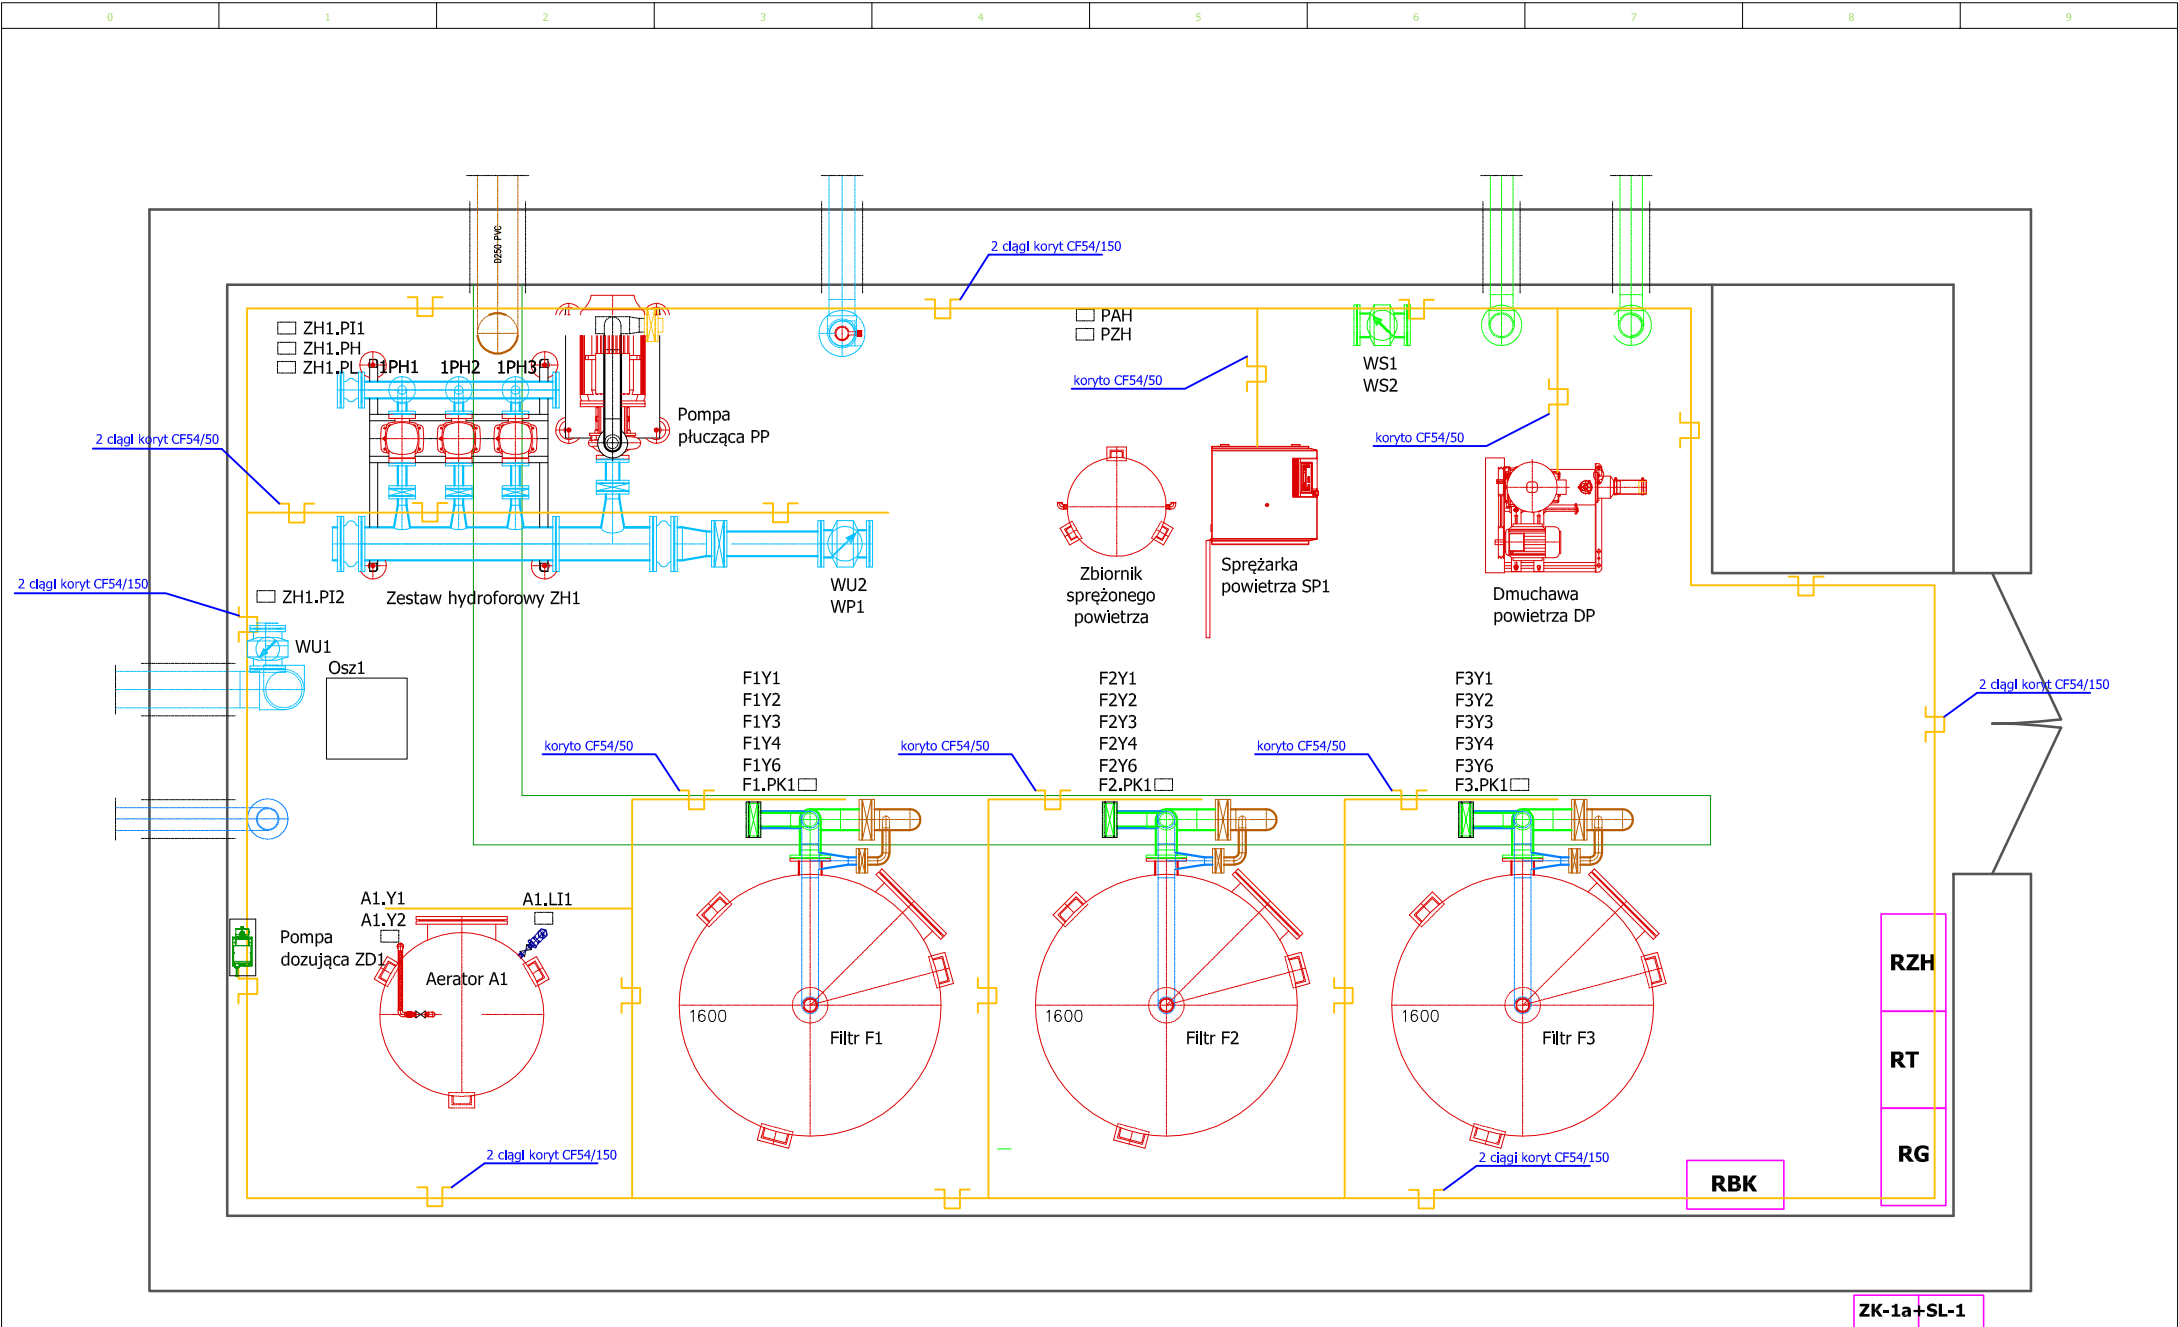 0 1 2 3 4 5 6 7 8 9
D250 PVC
2 ciągi koryt CF54/150
ZH1.PI1
ZH1.PH
ZH1.PL
1PH1 1PH2 1PH3
PAH
PZH
WS1
WS2
koryto CF54/50
koryto CF54/50
Pompa
płucząca PP
2 ciągi koryt CF54/50
2 ciągi koryt CF54/150
ZH1.PI2
Zestaw hydroforowy ZH1
WU2
WP1
Zbiornik
sprężonego
powietrza
Sprężarka
powietrza SP1
Dmuchawa
powietrza DP
WU1
Osz1
F1Y1
F1Y2
F1Y3
F1Y4
F1Y6
F1.PK1
F2Y1
F2Y2
F2Y3
F2Y4
F2Y6
F2.PK1
F3Y1
F3Y2
F3Y3
F3Y4
F3Y6
F3.PK1
2 ciągi koryt CF54/150
koryto CF54/50
koryto CF54/50
koryto CF54/50
A1.Y1
A1.Y2
A1.LI1
Pompa
dozująca ZD1
Aerator A1
1600
Filtr F1
1600
Filtr F2
1600
Filtr F3
RZH
RT
RG
RBK
2 ciągi koryt CF54/150
2 ciągi koryt CF54/150
ZK-1a+SL-1